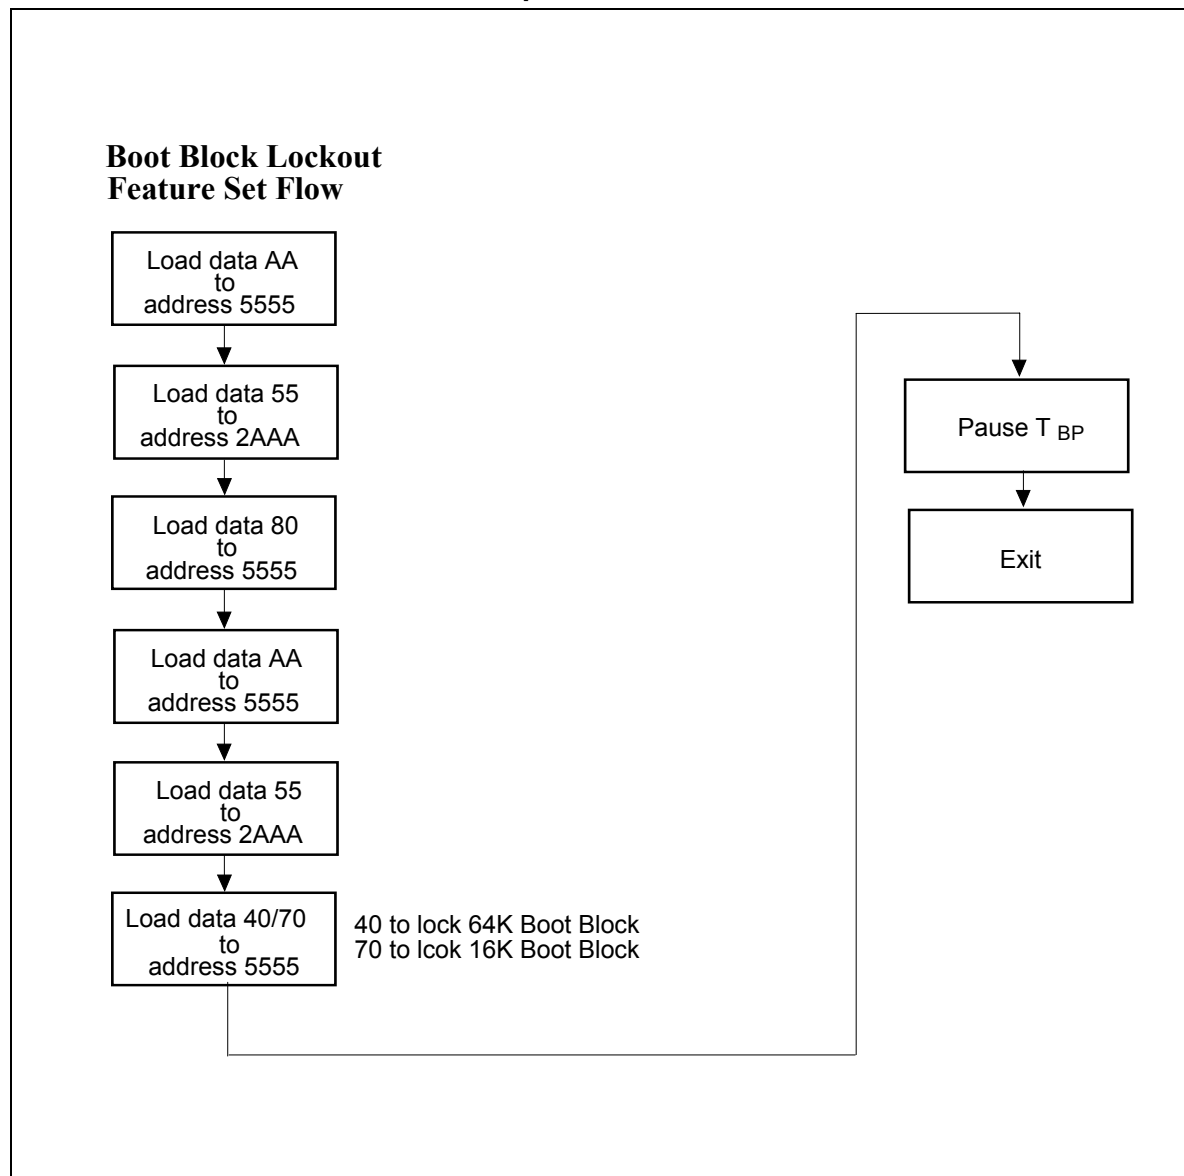 Boot Block Lockout
Feature Set Flow
Load data AA
to
address 5555
Load data 55
to
address 2AAA
Load data 80
to
address 5555
Load data AA
to
address 5555
Load data 55
to
address 2AAA
Load data 40/70
to
address 5555
40 to lock 64K Boot Block
70 to lcok 16K Boot Block
Pause T BP
Exit